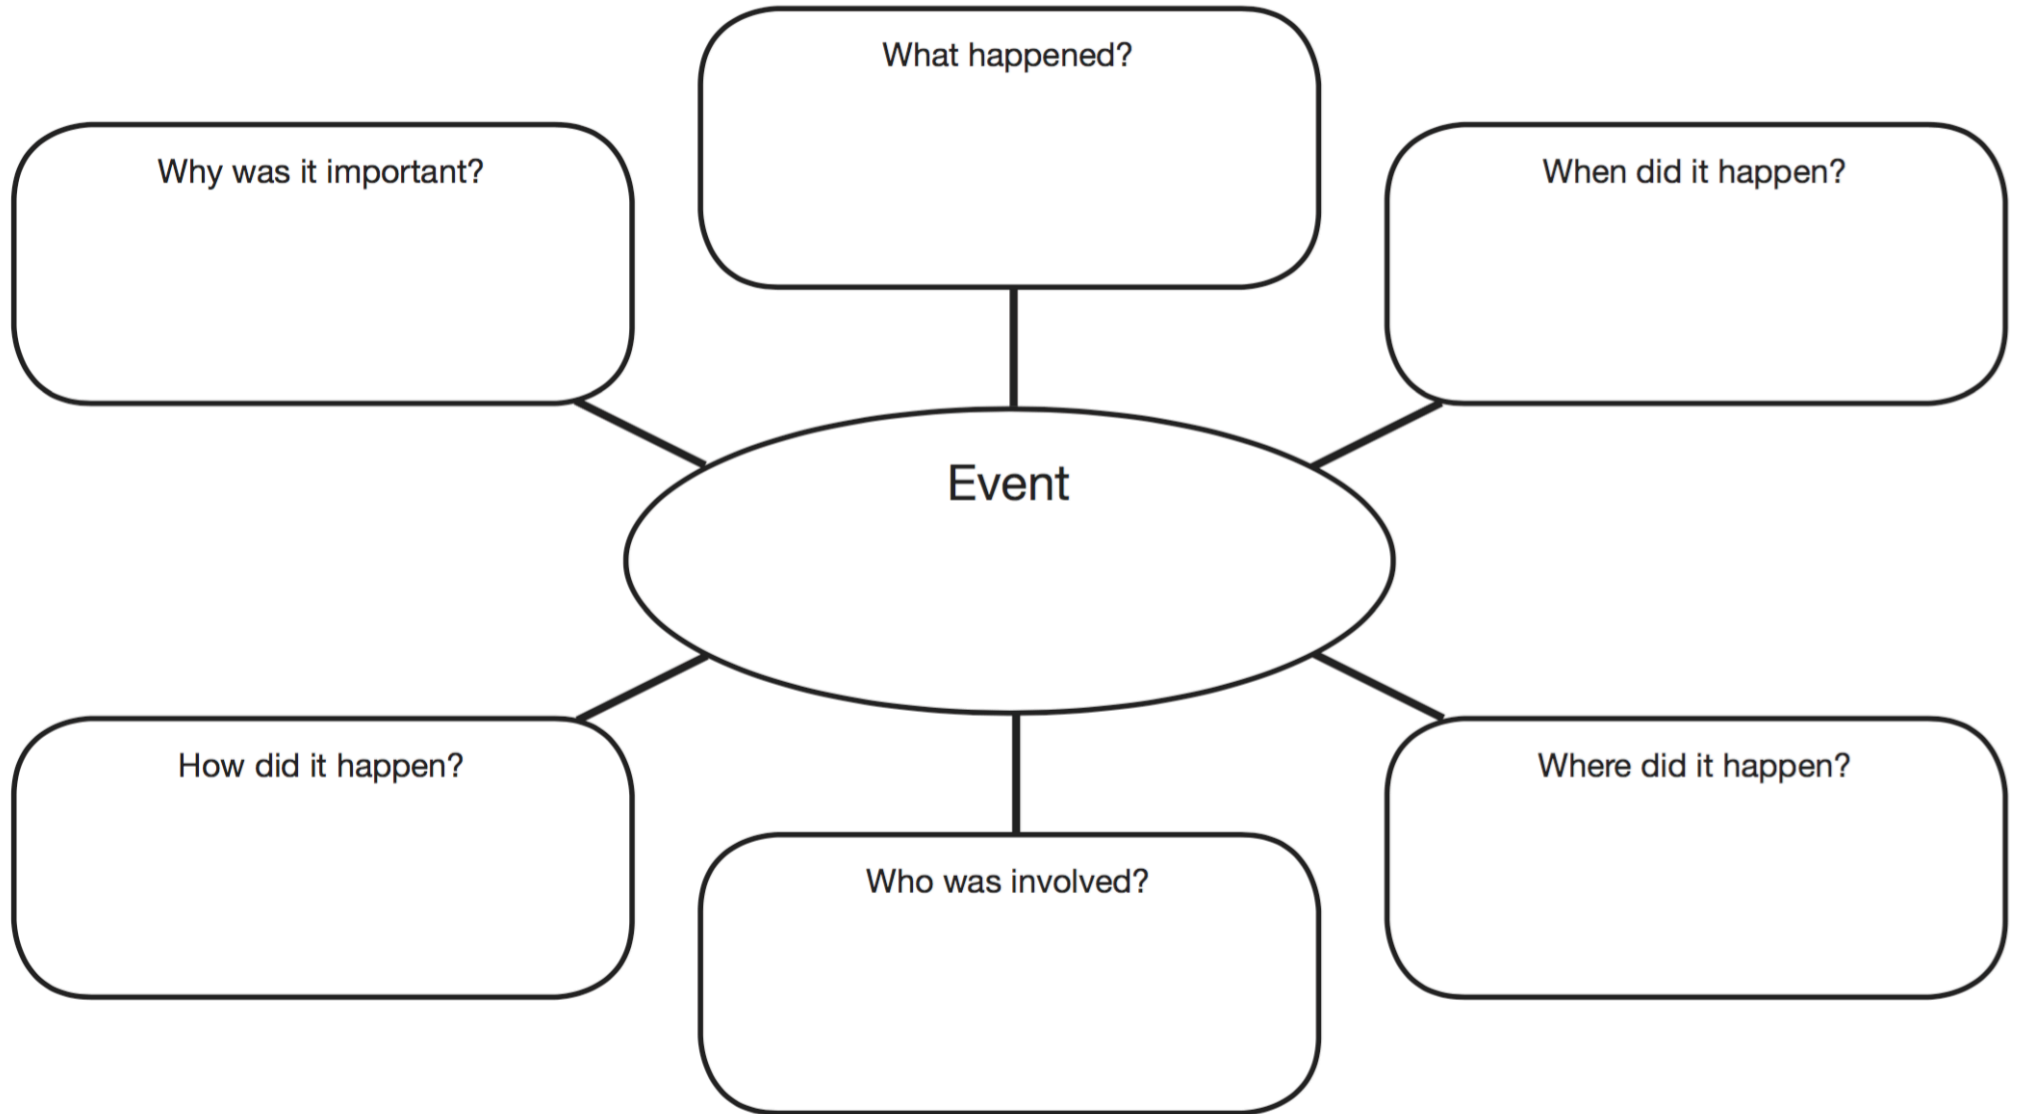 What happened?
Why was it important?
When did it happen?
Event
How did it happen?
Where did it happen?
Who was involved?